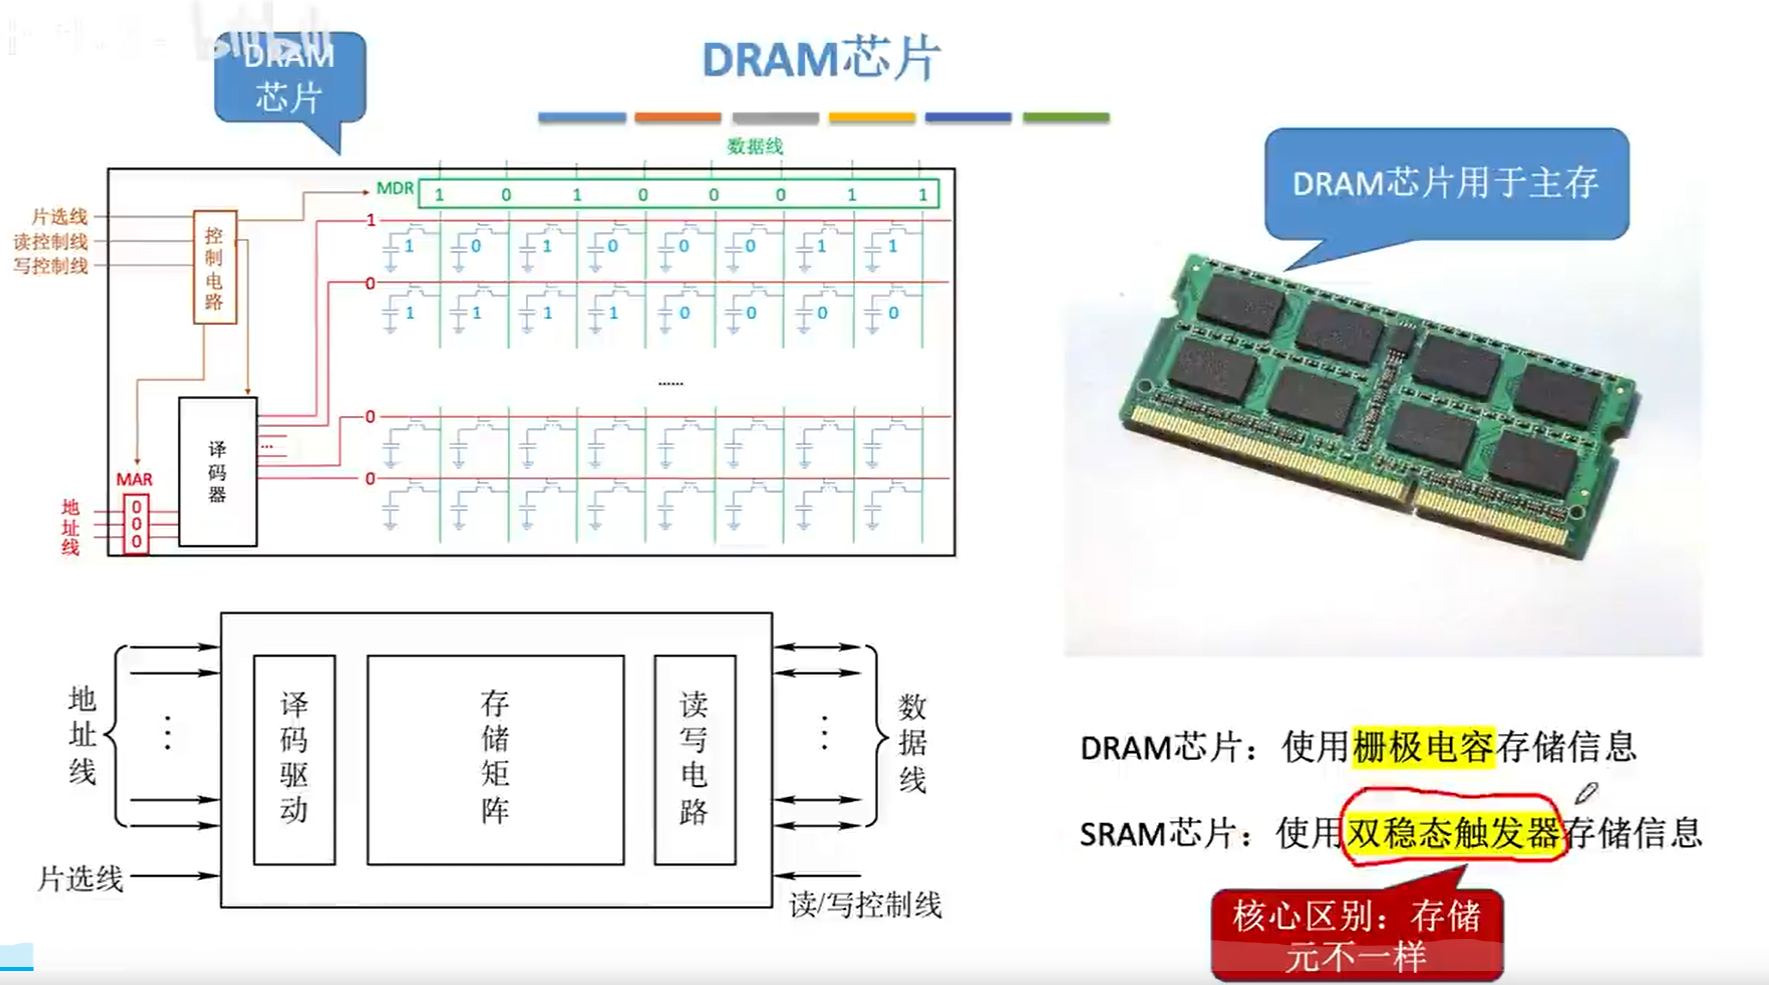 bilibili
DRAM
芯片
DRAM芯片
数据线
MDR 1 0 1 0 0 0 1 1
片选线
读控制线
写控制线
控制电路
1
1 0 1 0 0 0 1 1
0
1 1 1 1 0 0 0 0
......
0
0
译码器
...
MAR
地址线
0
0
0
DRAM芯片用于主存
地址线
译码驱动
存储矩阵
读写电路
数据线
片选线
读/写控制线
DRAM芯片：使用栅极电容存储信息
SRAM芯片：使用双稳态触发器存储信息
核心区别：存储
元不一样